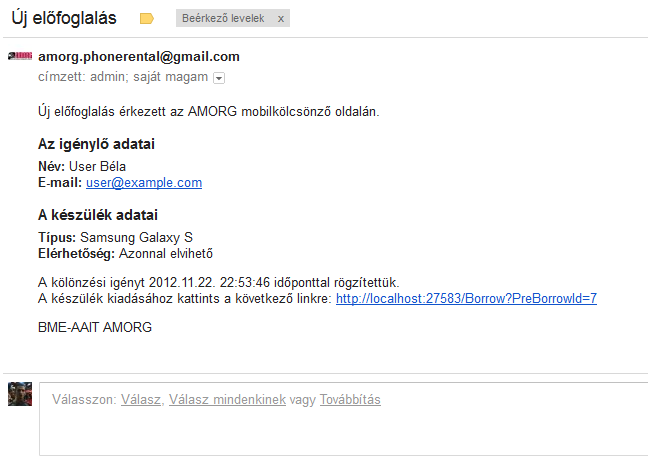 Új előfoglalás
Beérkező levelek x
amorg.phonerental@gmail.com
címzett: admin; saját magam
Új előfoglalás érkezett az AMORG mobilkölcsönző oldalán.
Az igénylő adatai
Név: User Béla
E-mail: user@example.com
A készülék adatai
Típus: Samsung Galaxy S
Elérhetőség: Azonnal elvihető
A kölönzési igényt 2012.11.22. 22:53:46 időponttal rögzítettük.
A készülék kiadásához kattints a következő linkre: http://localhost:27583/Borrow?PreBorrowId=7
BME-AAIT AMORG
Válasszon: Válasz, Válasz mindenkinek vagy Továbbítás